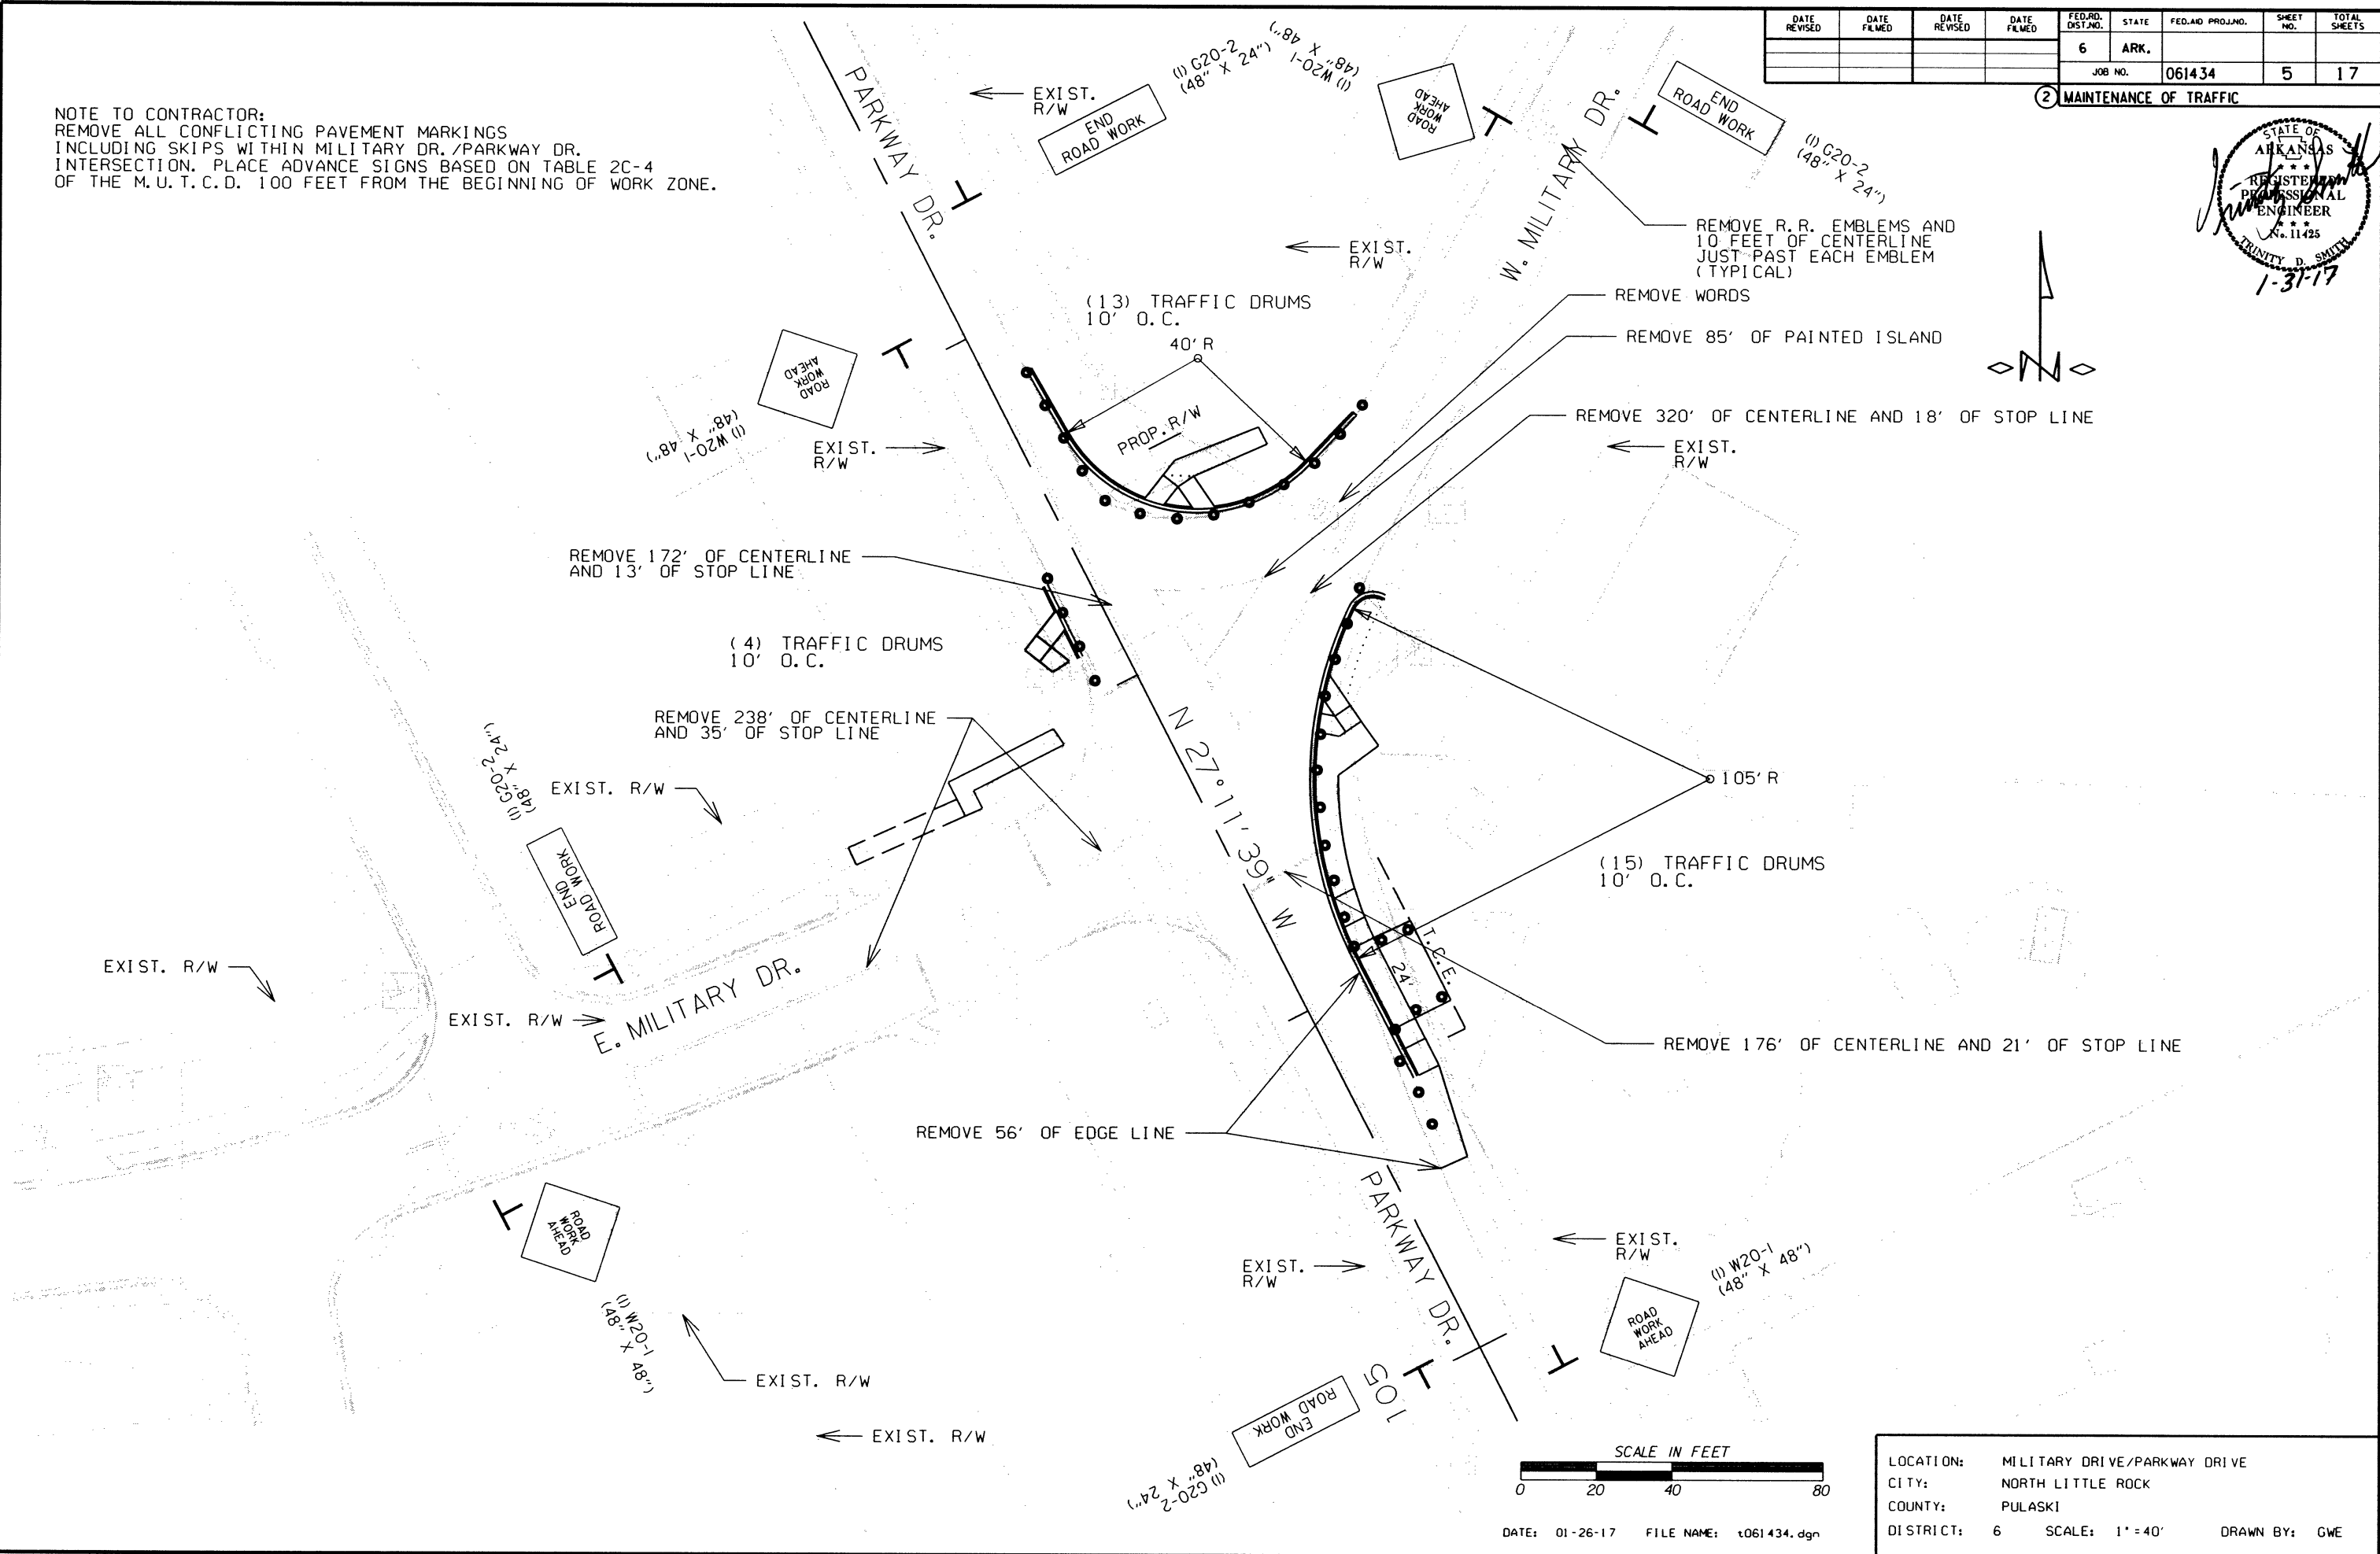 DATE REVISED
DATE FILMED
DATE REVISED
DATE FILMED
FED.RD. DIST.NO.
STATE
FED.AID PROJ.NO.
SHEET NO.
TOTAL SHEETS
6
ARK.
JOB NO.
061434
5
17
2 MAINTENANCE OF TRAFFIC
STATE OF
ARKANSAS
REGISTERED
PROFESSIONAL
ENGINEER
No. 11425
TRINITY D. SMITH
1-31-17
NOTE TO CONTRACTOR:
REMOVE ALL CONFLICTING PAVEMENT MARKINGS
INCLUDING SKIPS WITHIN MILITARY DR./PARKWAY DR.
INTERSECTION. PLACE ADVANCE SIGNS BASED ON TABLE 2C-4
OF THE M.U.T.C.D. 100 FEET FROM THE BEGINNING OF WORK ZONE.
PARKWAY DR.
EXIST.
R/W
END
ROAD WORK
(1) G20-2
(48" X 24")
(1) W20-1
(48" X 48")
ROAD
WORK
AHEAD
W. MILITARY DR.
END
ROAD WORK
(1) G20-2
(48" X 24")
EXIST.
R/W
REMOVE R.R. EMBLEMS AND
10 FEET OF CENTERLINE
JUST PAST EACH EMBLEM
(TYPICAL)
REMOVE WORDS
REMOVE 85' OF PAINTED ISLAND
REMOVE 320' OF CENTERLINE AND 18' OF STOP LINE
N
(13) TRAFFIC DRUMS
10' O.C.
40' R
PROP. R/W
ROAD
WORK
AHEAD
(1) W20-1
(48" X 48")
EXIST.
R/W
EXIST.
R/W
REMOVE 172' OF CENTERLINE
AND 13' OF STOP LINE
(4) TRAFFIC DRUMS
10' O.C.
REMOVE 238' OF CENTERLINE
AND 35' OF STOP LINE
N 27°11'39" W
105' R
(1) G20-2
(48" X 24")
EXIST. R/W
END
ROAD WORK
(15) TRAFFIC DRUMS
10' O.C.
T.C.E.
24'
EXIST. R/W
EXIST. R/W
E. MILITARY DR.
REMOVE 176' OF CENTERLINE AND 21' OF STOP LINE
REMOVE 56' OF EDGE LINE
ROAD
WORK
AHEAD
(1) W20-1
(48" X 48")
PARKWAY DR.
EXIST.
R/W
EXIST.
R/W
(1) W20-1
(48" X 48")
ROAD
WORK
AHEAD
EXIST. R/W
EXIST. R/W
105
END
ROAD WORK
(1) G20-2
(48" X 24")
SCALE IN FEET
0 20 40 80
DATE: 01-26-17 FILE NAME: t061434.dgn
LOCATION: MILITARY DRIVE/PARKWAY DRIVE
CITY: NORTH LITTLE ROCK
COUNTY: PULASKI
DISTRICT: 6 SCALE: 1"=40' DRAWN BY: GWE